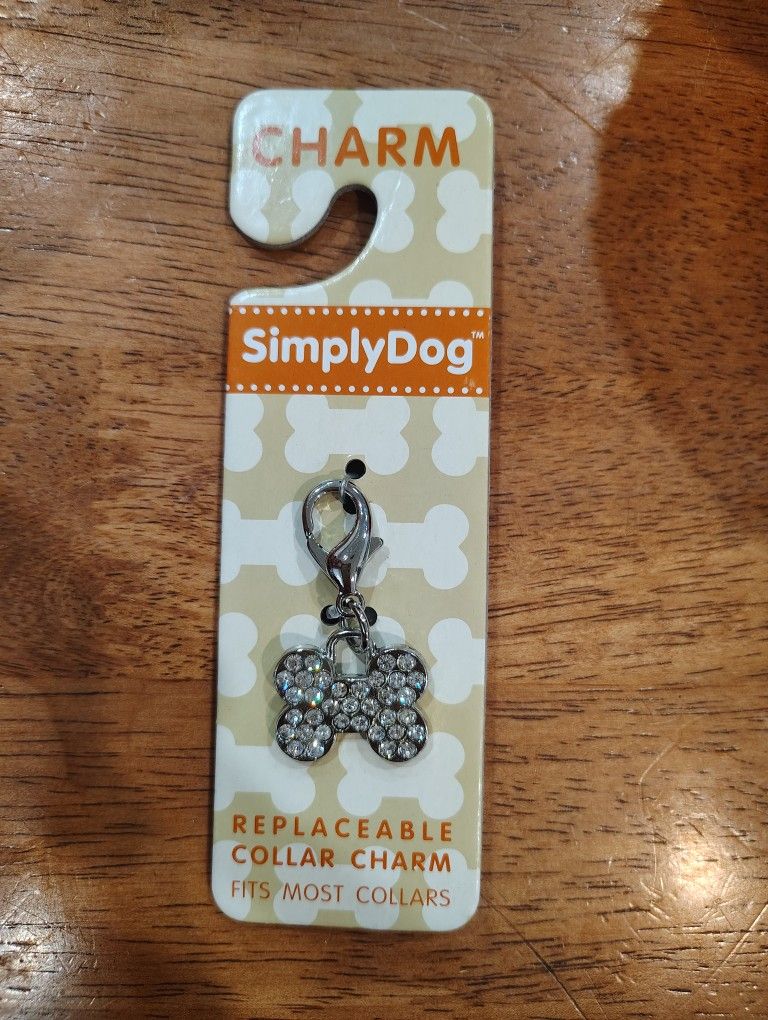 CHARM
SimplyDog™
REPLACEABLE
COLLAR CHARM
FITS MOST COLLARS